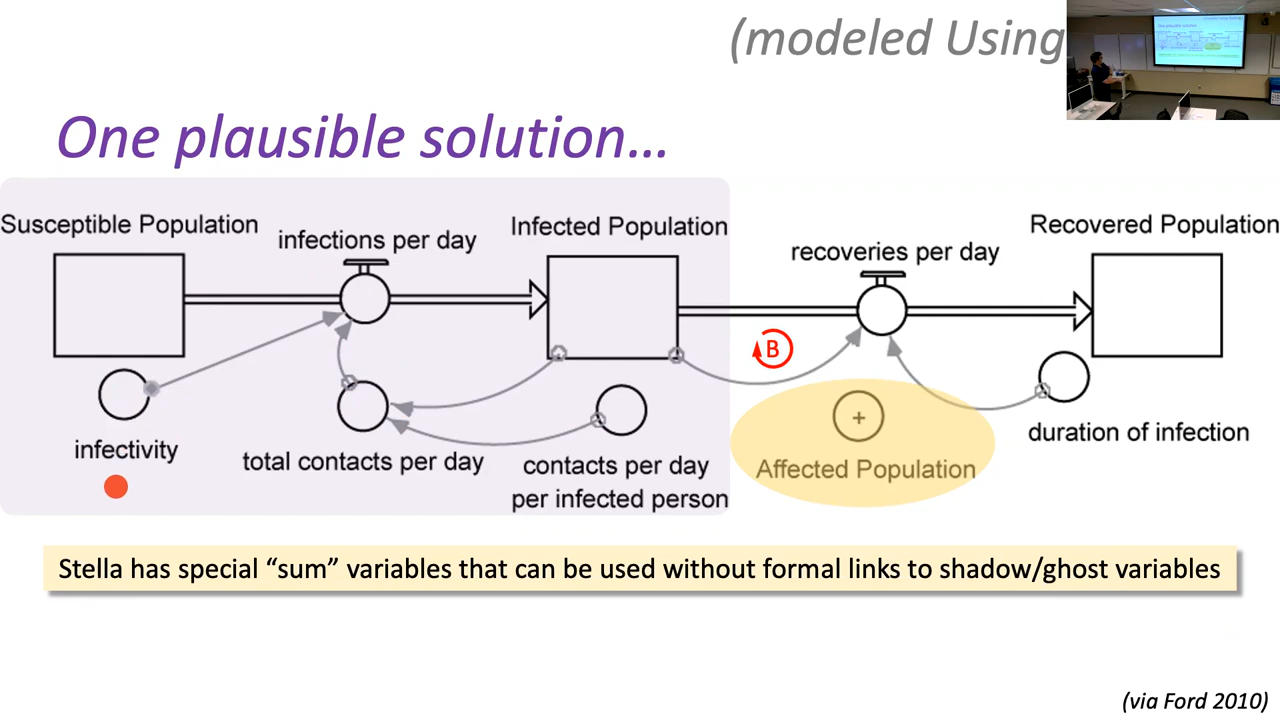 (modeled Using
One plausible solution...
Susceptible Population
infections per day
Infected Population
recoveries per day
Recovered Population
B
+
infectivity
total contacts per day
contacts per day
per infected person
Affected Population
duration of infection
Stella has special “sum” variables that can be used without formal links to shadow/ghost variables
(via Ford 2010)